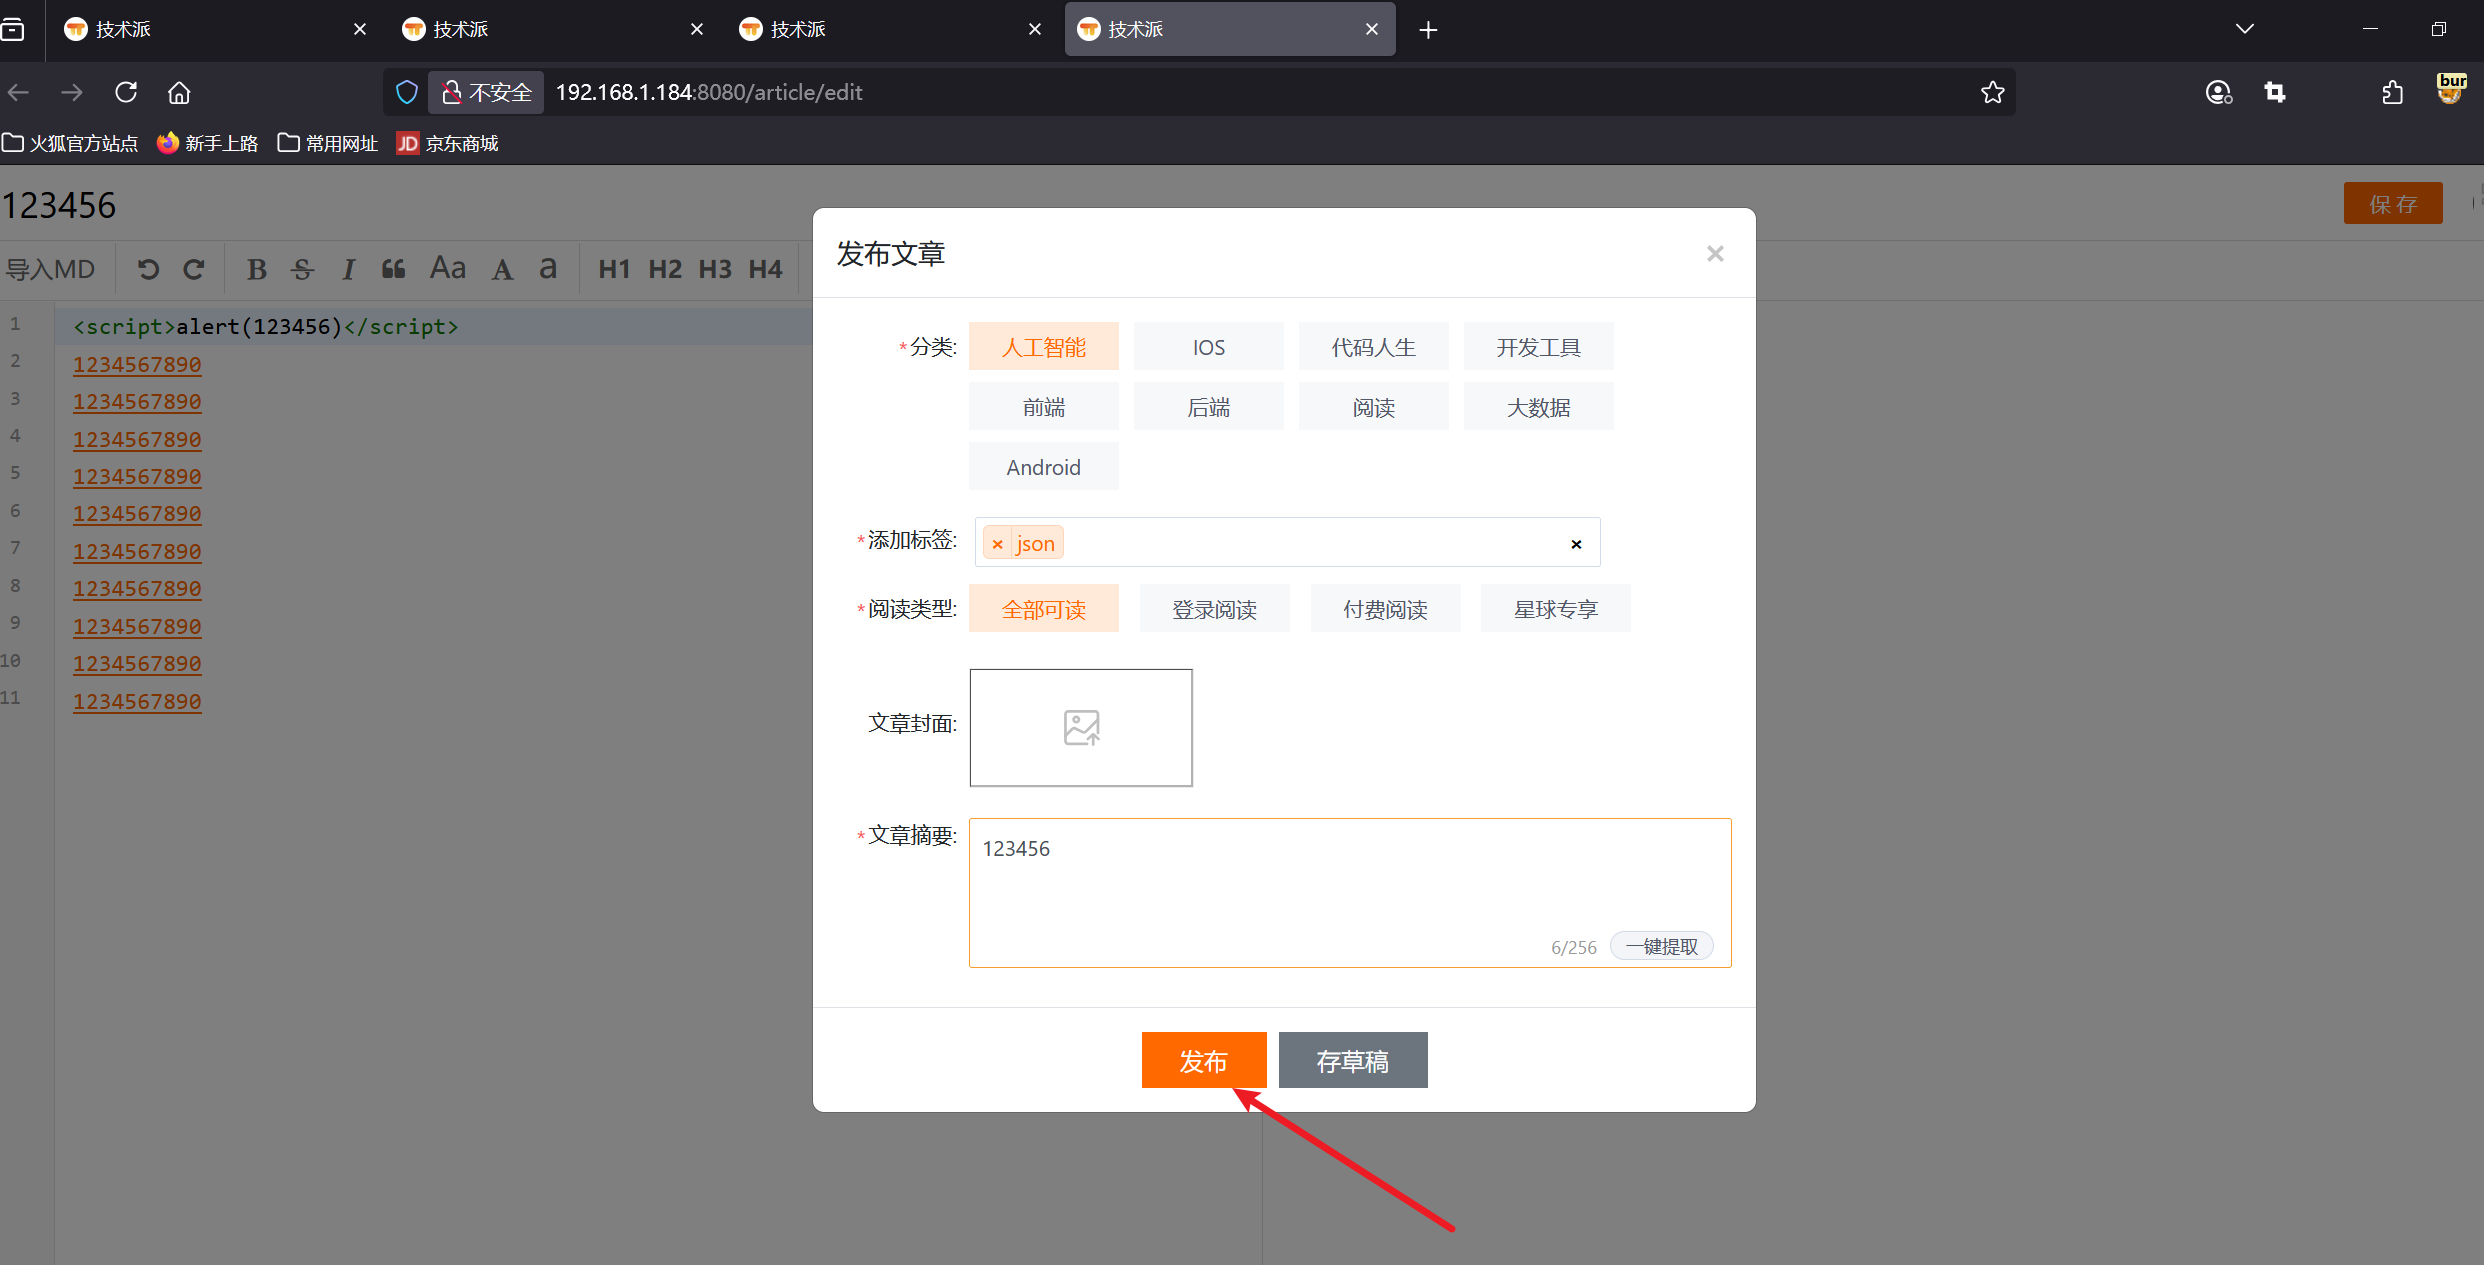 技术派 技术派 技术派 技术派
不安全 192.168.1.184:8080/article/edit
bur
火狐官方站点 新手上路 常用网址 JD 京东商城
123456
保 存
导入MD B S I Aa A a H1 H2 H3 H4
1 <script>alert(123456)</script>
2 1234567890
3 1234567890
4 1234567890
5 1234567890
6 1234567890
7 1234567890
8 1234567890
9 1234567890
10 1234567890
11 1234567890
发布文章 ×
*分类: 人工智能 IOS 代码人生 开发工具
前端 后端 阅读 大数据
Android
*添加标签: × json ×
*阅读类型: 全部可读 登录阅读 付费阅读 星球专享
文章封面:
*文章摘要: 123456
6/256 一键提取
发布 存草稿